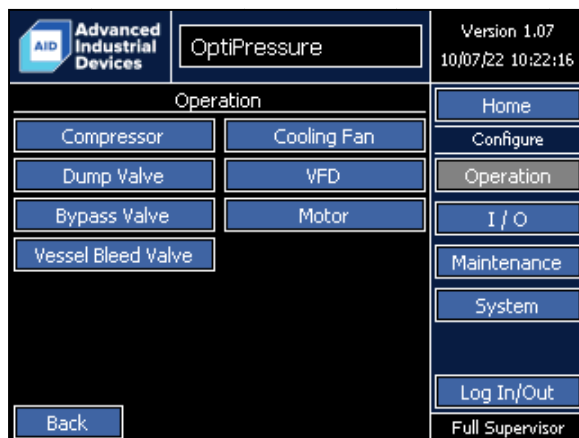 AID
Advanced
Industrial
Devices
OptiPressure
Version 1.07
10/07/22 10:22:16
Operation
Compressor
Cooling Fan
Dump Valve
VFD
Bypass Valve
Motor
Vessel Bleed Valve
Back
Home
Configure
Operation
I / O
Maintenance
System
Log In/Out
Full Supervisor